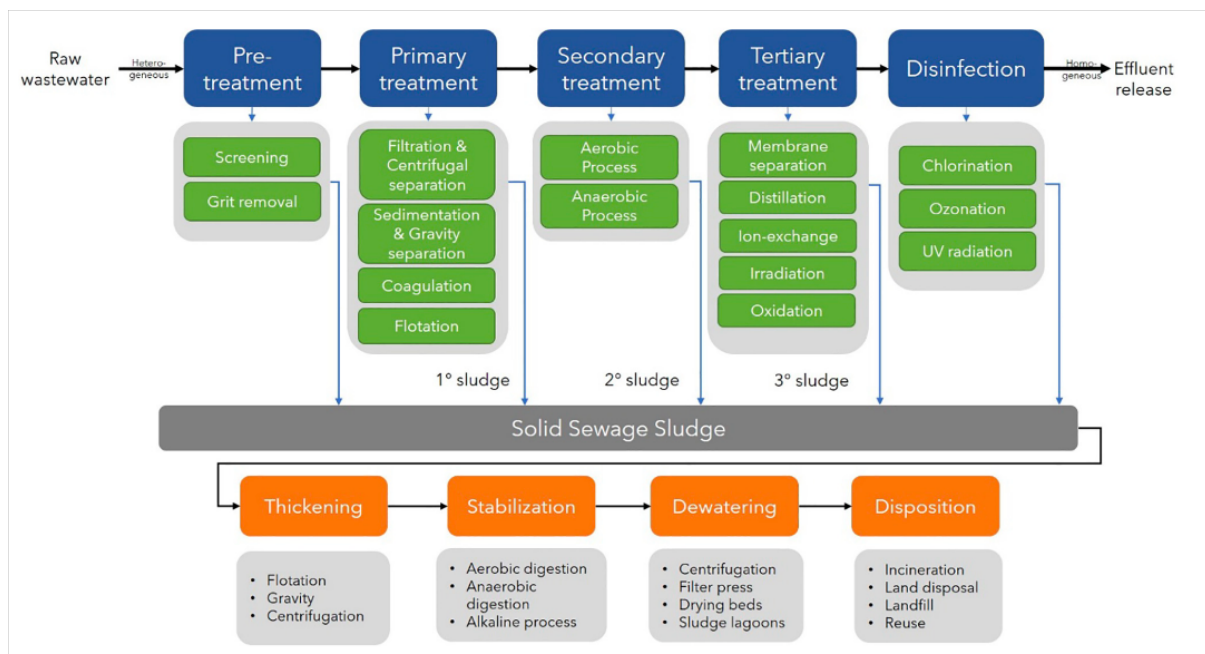 Raw
wastewater
Hetero-
geneous
Pre-
treatment
Primary
treatment
Secondary
treatment
Tertiary
treatment
Disinfection
Homo-
geneous
Effluent
release
Screening
Grit removal
Filtration &
Centrifugal
separation
Sedimentation
& Gravity
separation
Coagulation
Flotation
Aerobic
Process
Anaerobic
Process
Membrane
separation
Distillation
Ion-exchange
Irradiation
Oxidation
Chlorination
Ozonation
UV radiation
1º sludge
2º sludge
3º sludge
Solid Sewage Sludge
Thickening
Stabilization
Dewatering
Disposition
• Flotation
• Gravity
• Centrifugation
• Aerobic digestion
• Anaerobic
digestion
• Alkaline process
• Centrifugation
• Filter press
• Drying beds
• Sludge lagoons
• Incineration
• Land disposal
• Landfill
• Reuse